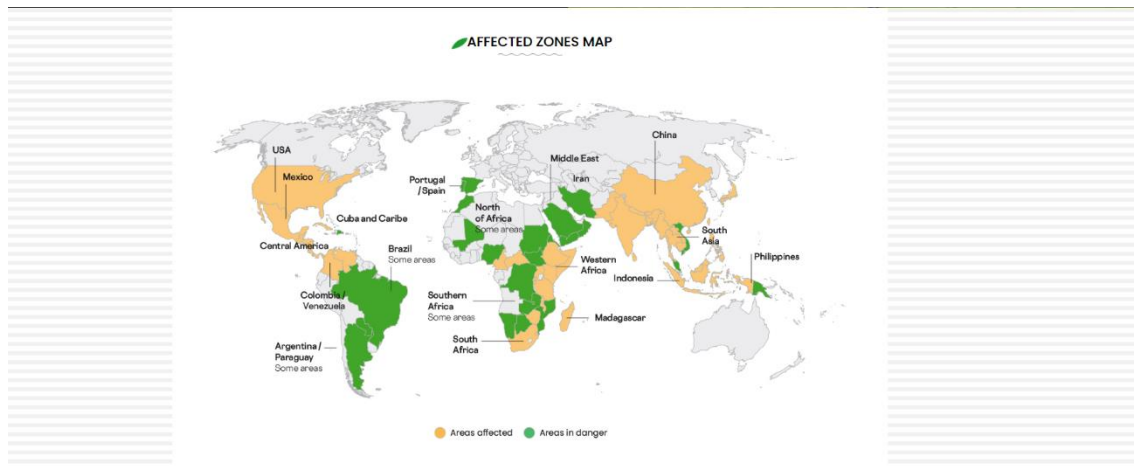 AFFECTED ZONES MAP
China
USA
Middle East
Mexico
Portugal
/Spain
Iran
North
of Africa
Some areas
Cuba and Caribe
South
Asia
Central America
Brazil
Some areas
Philippines
Western
Africa
Indonesia
Colombia /
Venezuela
Southern
Africa
Some areas
Madagascar
South
Africa
Argentina /
Paraguay
Some areas
Areas affected
Areas in danger